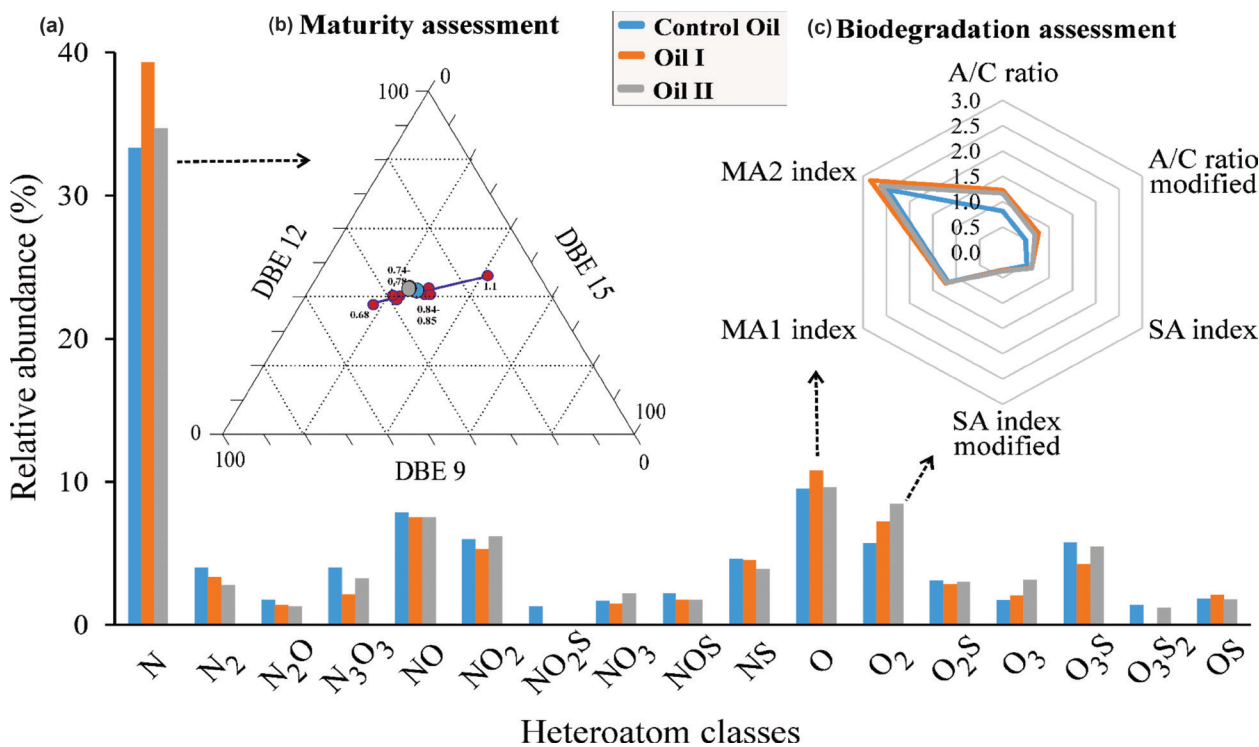 (a)
(b) Maturity assessment
Control Oil
Oil I
Oil II
(c) Biodegradation assessment
Relative abundance (%)
40
30
20
10
0
0
100
DBE 12
DBE 15
0.74-
0.78
0.68
0.84-
0.85
1.1
0
100
100
0
DBE 9
A/C ratio
3.0
2.5
2.0
1.5
1.0
0.5
0.0
A/C ratio
modified
SA index
SA index
modified
MA1 index
MA2 index
N
N₂
N₂O
N₃O₃
NO
NO₂
NO₂S
NO₃
NOS
NS
O
O₂
O₂S
O₃
O₃S
O₃S₂
OS
Heteroatom classes